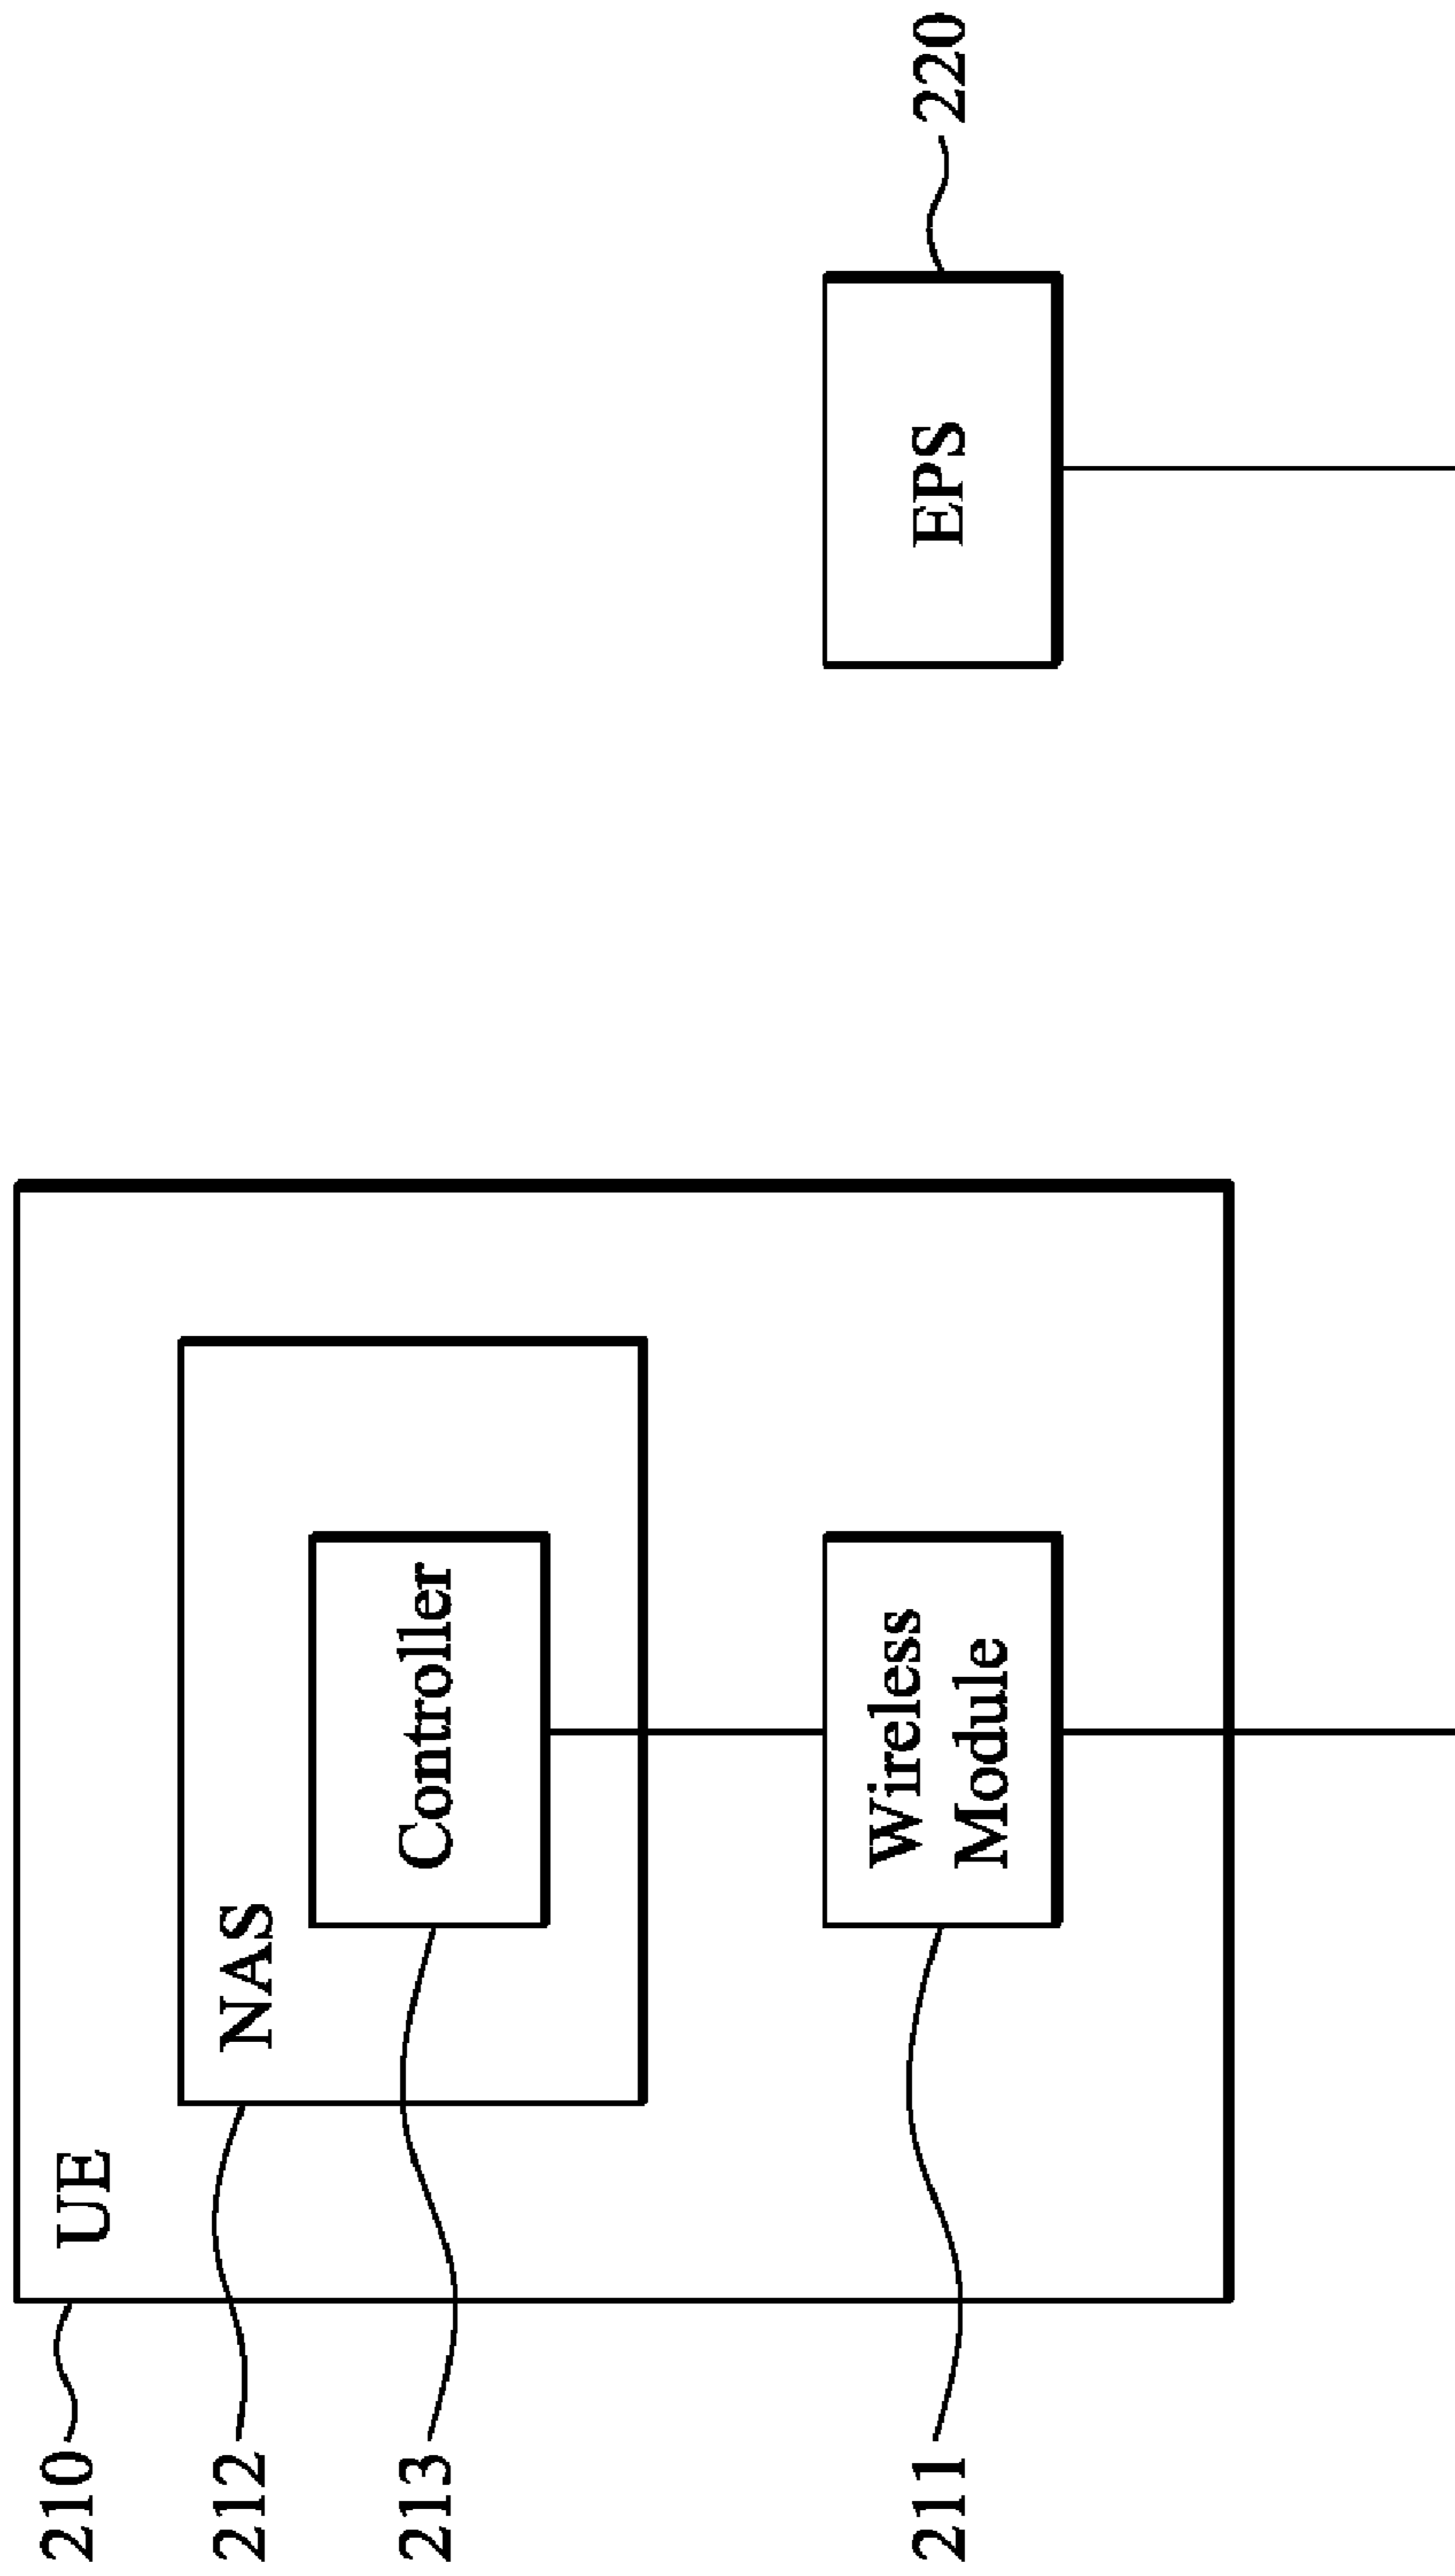 210
UE
212
NAS
213
Controller
211
Wireless
Module
EPS
220